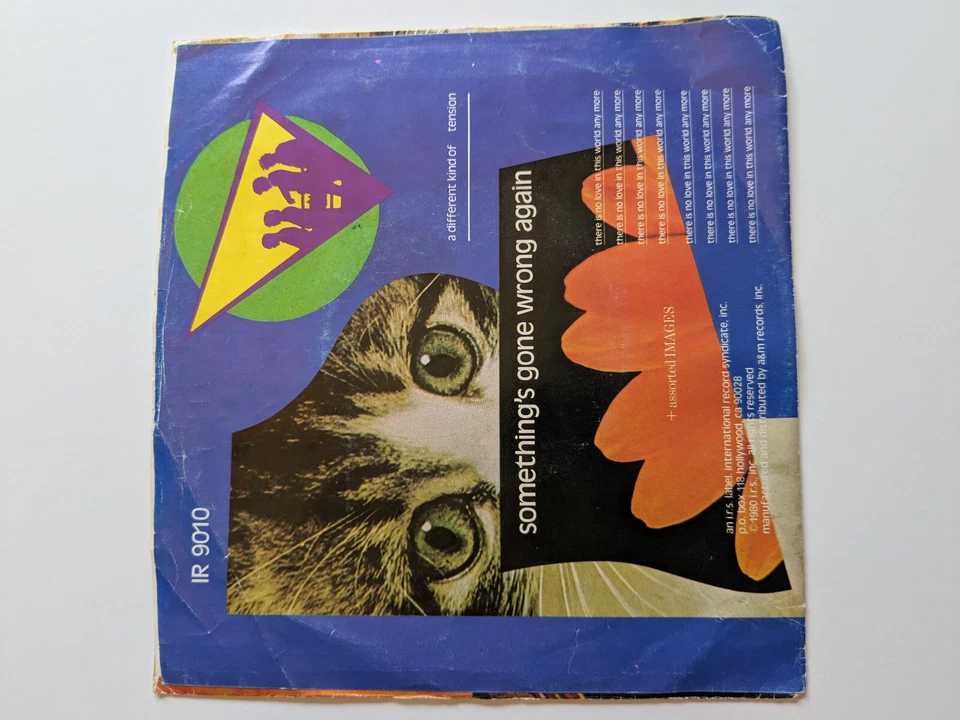 IR 9010
a different kind of tension
something's gone wrong again
there is no love in this world any more
there is no love in this world any more
there is no love in this world any more
there is no love in this world any more
there is no love in this world any more
there is no love in this world any more
there is no love in this world any more
there is no love in this world any more
+ assorted IMAGES
an i.r.s. label, international record syndicate, inc.
p.o. box 118 hollywood, ca 90028
© 1980 i.r.s., inc. all rights reserved
manufactured and distributed by a&m records, inc.